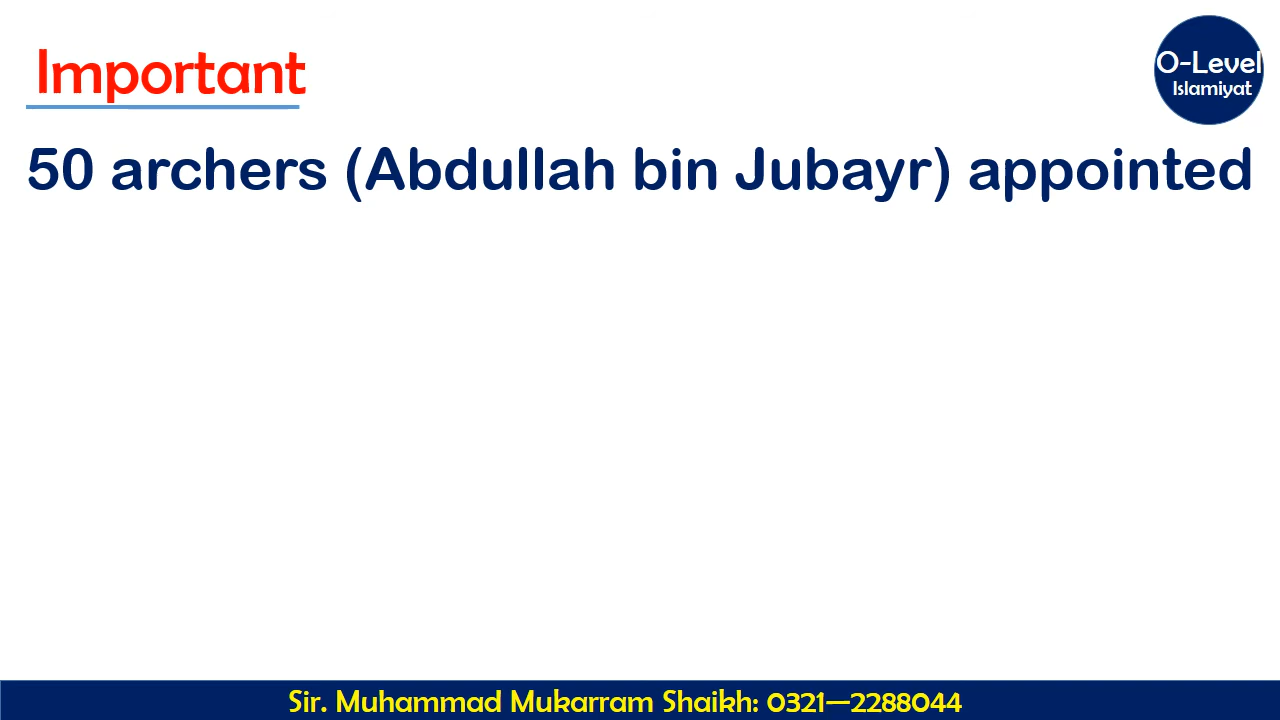 Important
O-Level
Islamiyat
50 archers (Abdullah bin Jubayr) appointed
Sir. Muhammad Mukarram Shaikh: 0321—2288044